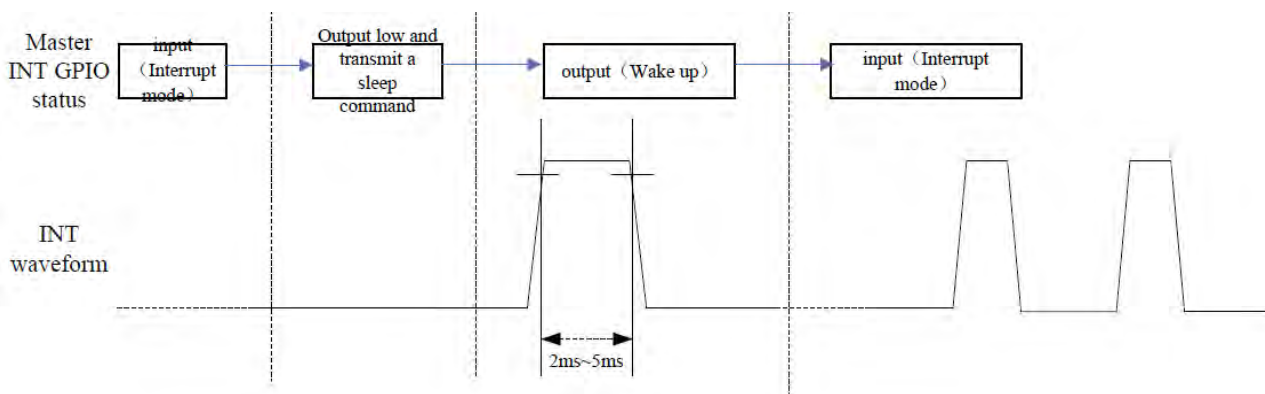 Master
INT GPIO
status
input
（Interrupt
mode）
Output low and
transmit a
sleep
command
output（Wake up）
input（Interrupt
mode）
INT
waveform
2ms~5ms